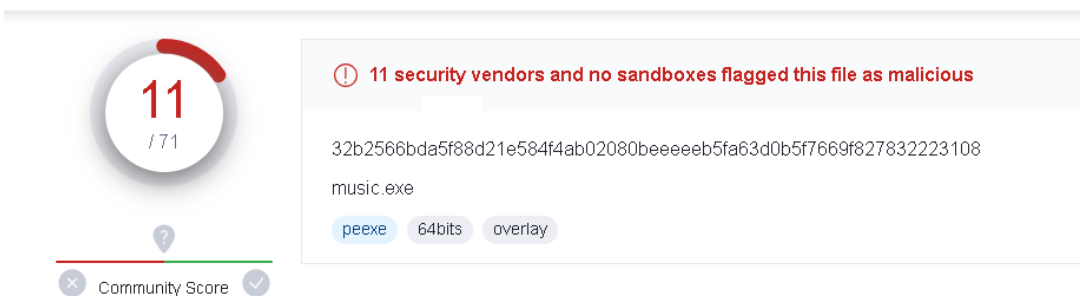 11
/ 71
Community Score
11 security vendors and no sandboxes flagged this file as malicious
32b2566bda5f88d21e584f4ab02080beeeeeb5fa63d0b5f7669f827832223108
music.exe
peexe 64bits overlay